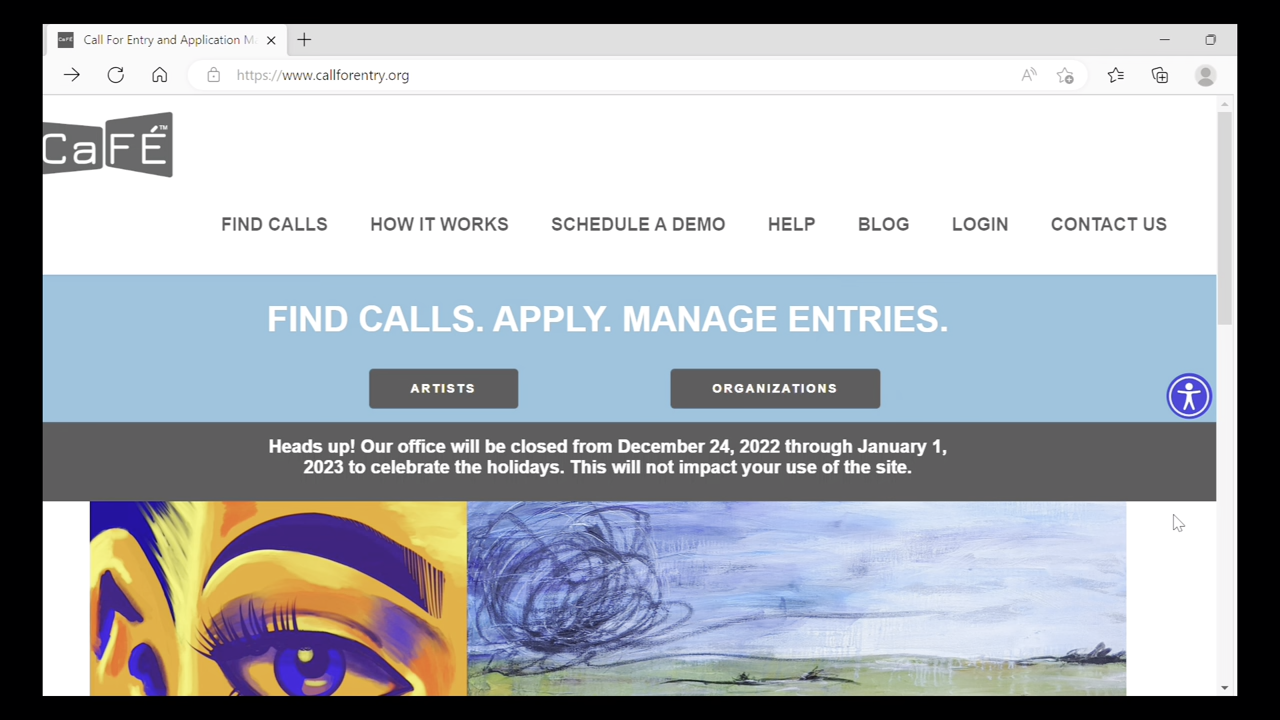 CaFÉ
Call For Entry and Application M
https://www.callforentry.org
CaFÉ™
FIND CALLS HOW IT WORKS SCHEDULE A DEMO HELP BLOG LOGIN CONTACT US
FIND CALLS. APPLY. MANAGE ENTRIES.
ARTISTS ORGANIZATIONS
Heads up! Our office will be closed from December 24, 2022 through January 1,
2023 to celebrate the holidays. This will not impact your use of the site.